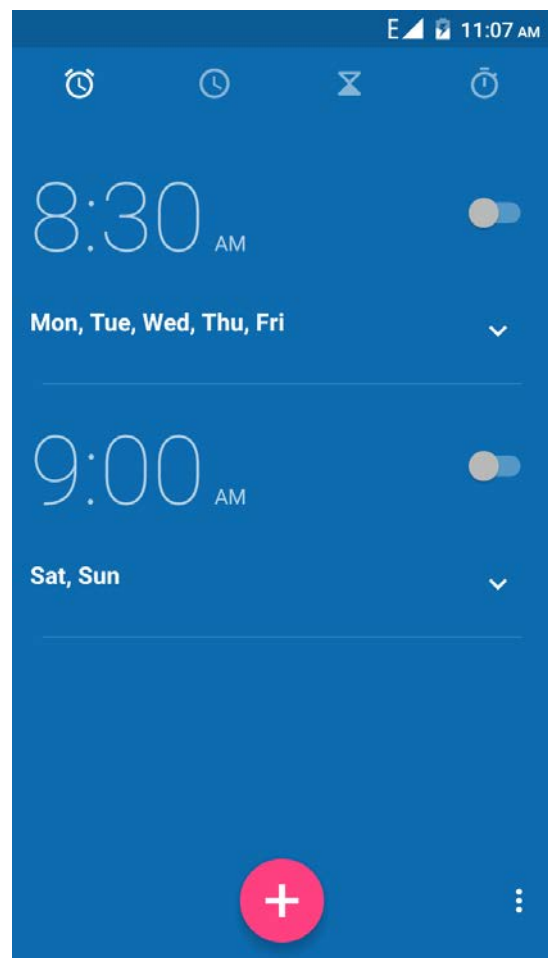 E 11:07 AM
8:30 AM
Mon, Tue, Wed, Thu, Fri
9:00 AM
Sat, Sun